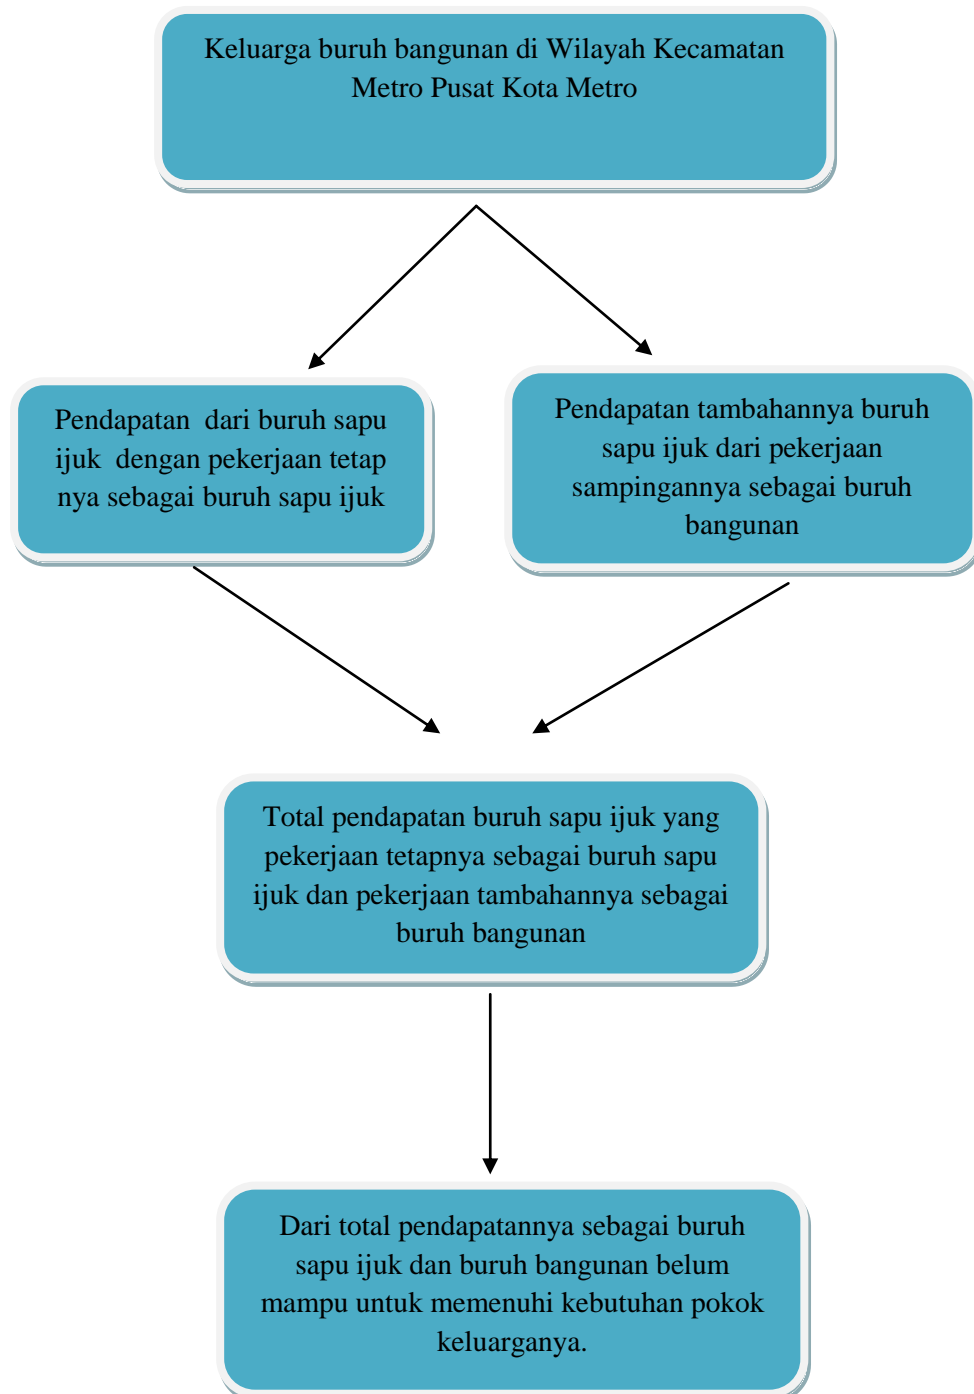 Keluarga buruh bangunan di Wilayah Kecamatan
Metro Pusat Kota Metro
Pendapatan  dari buruh sapu
ijuk  dengan pekerjaan tetap
nya sebagai buruh sapu ijuk
Pendapatan tambahannya buruh
sapu ijuk dari pekerjaan
sampingannya sebagai buruh
bangunan
Total pendapatan buruh sapu ijuk yang
pekerjaan tetapnya sebagai buruh sapu
ijuk dan pekerjaan tambahannya sebagai
buruh bangunan
Dari total pendapatannya sebagai buruh
sapu ijuk dan buruh bangunan belum
mampu untuk memenuhi kebutuhan pokok
keluarganya.